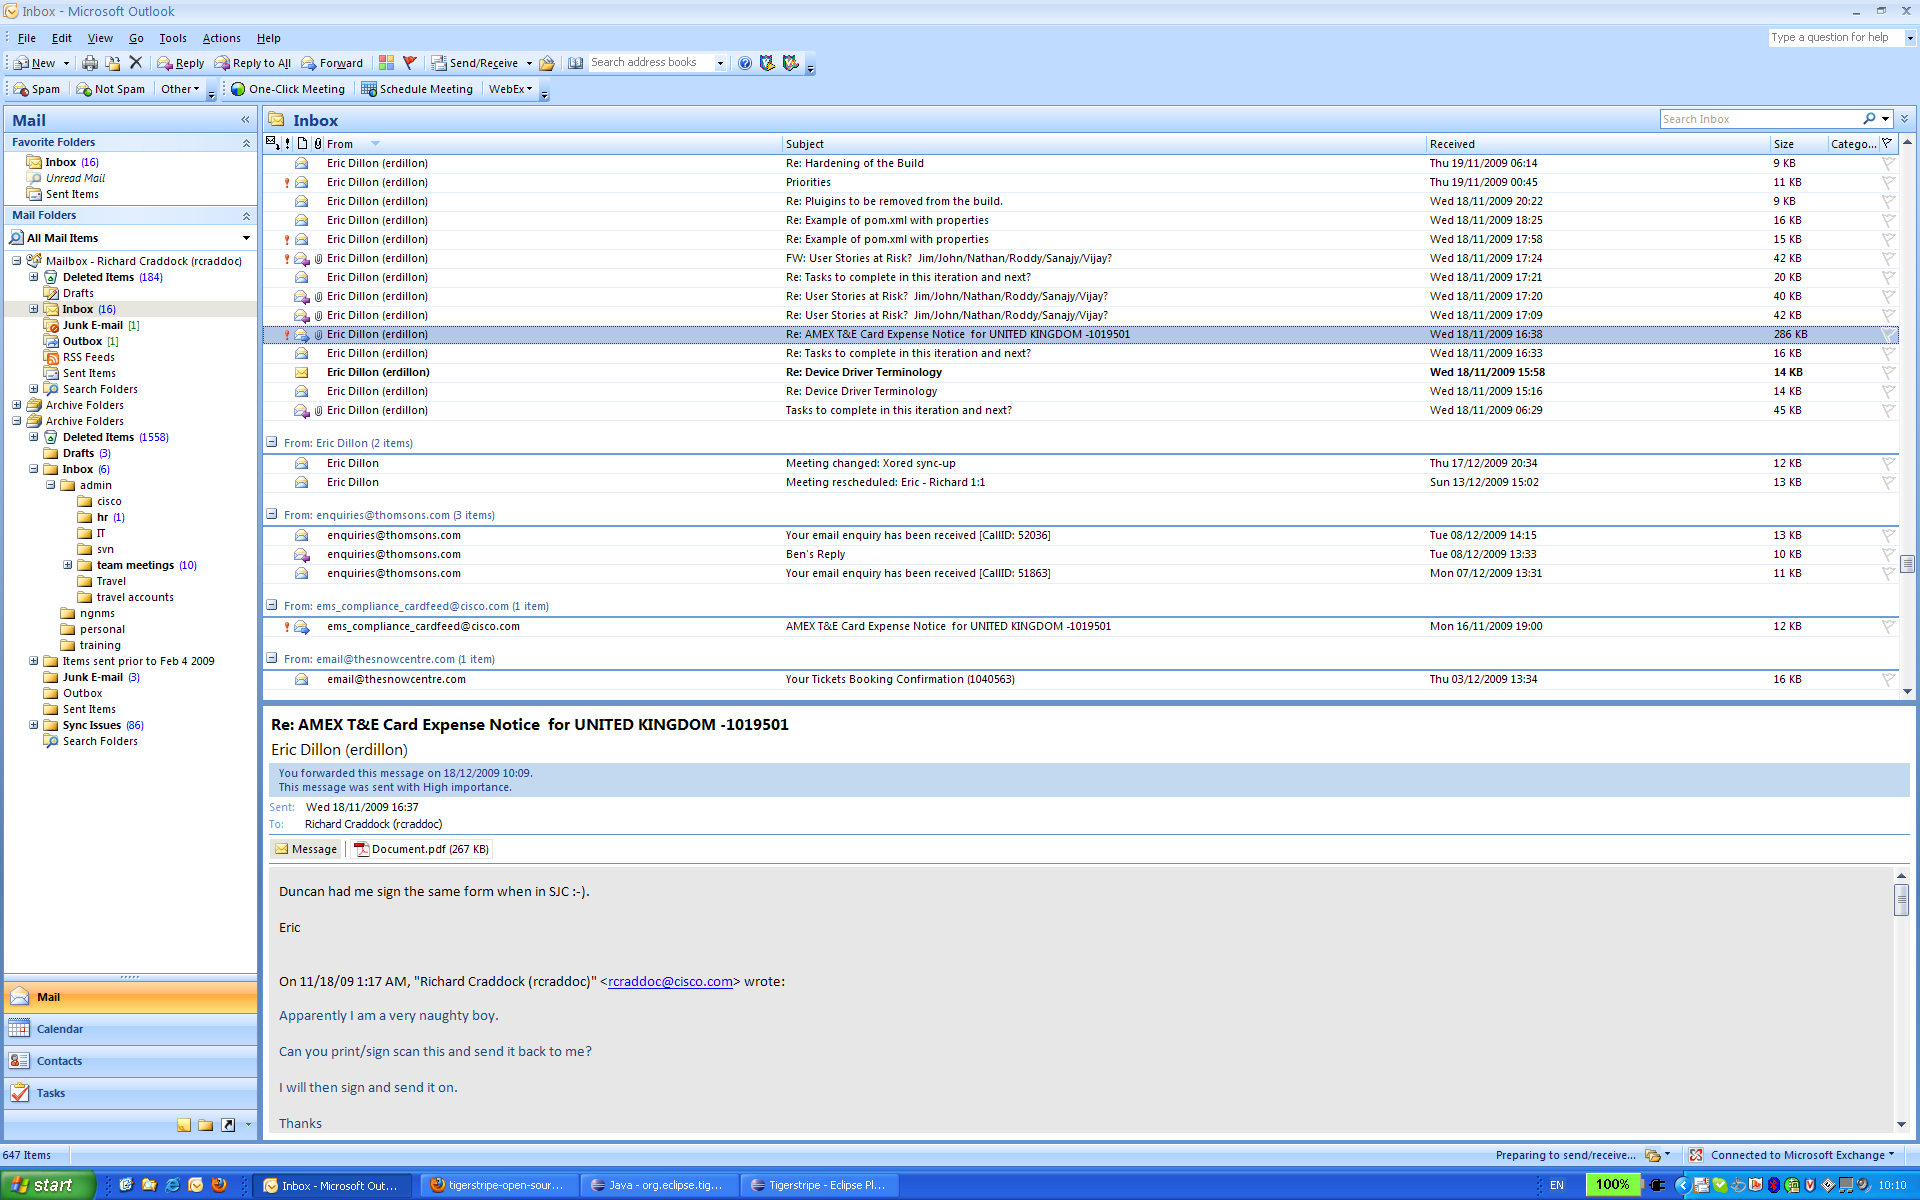 Inbox - Microsoft Outlook
File Edit View Go Tools Actions Help
Type a question for help
New Reply Reply to All Forward Send/Receive Search address books
Spam Not Spam Other One-Click Meeting Schedule Meeting WebEx
Mail
Favorite Folders
Inbox (16)
Unread Mail
Sent Items
Mail Folders
All Mail Items
Mailbox - Richard Craddock (rcraddoc)
Deleted Items (184)
Drafts
Inbox (16)
Junk E-mail [1]
Outbox [1]
RSS Feeds
Sent Items
Search Folders
Archive Folders
Archive Folders
Deleted Items (1558)
Drafts (3)
Inbox (6)
admin
cisco
hr (1)
IT
svn
team meetings (10)
Travel
travel accounts
ngnms
personal
training
Items sent prior to Feb 4 2009
Junk E-mail (3)
Outbox
Sent Items
Sync Issues (86)
Search Folders
Mail
Calendar
Contacts
Tasks
Inbox
Search Inbox
From Subject Received Size Catego...
Eric Dillon (erdillon) Re: Hardening of the Build Thu 19/11/2009 06:14 9 KB
Eric Dillon (erdillon) Priorities Thu 19/11/2009 00:45 11 KB
Eric Dillon (erdillon) Re: Pluigins to be removed from the build. Wed 18/11/2009 20:22 9 KB
Eric Dillon (erdillon) Re: Example of pom.xml with properties Wed 18/11/2009 18:25 16 KB
Eric Dillon (erdillon) Re: Example of pom.xml with properties Wed 18/11/2009 17:58 15 KB
Eric Dillon (erdillon) FW: User Stories at Risk? Jim/John/Nathan/Roddy/Sanajy/Vijay? Wed 18/11/2009 17:24 42 KB
Eric Dillon (erdillon) Re: Tasks to complete in this iteration and next? Wed 18/11/2009 17:21 20 KB
Eric Dillon (erdillon) Re: User Stories at Risk? Jim/John/Nathan/Roddy/Sanajy/Vijay? Wed 18/11/2009 17:20 40 KB
Eric Dillon (erdillon) Re: User Stories at Risk? Jim/John/Nathan/Roddy/Sanajy/Vijay? Wed 18/11/2009 17:09 42 KB
Eric Dillon (erdillon) Re: AMEX T&E Card Expense Notice for UNITED KINGDOM -1019501 Wed 18/11/2009 16:38 286 KB
Eric Dillon (erdillon) Re: Tasks to complete in this iteration and next? Wed 18/11/2009 16:33 16 KB
Eric Dillon (erdillon) Re: Device Driver Terminology Wed 18/11/2009 15:58 14 KB
Eric Dillon (erdillon) Re: Device Driver Terminology Wed 18/11/2009 15:16 14 KB
Eric Dillon (erdillon) Tasks to complete in this iteration and next? Wed 18/11/2009 06:29 45 KB
From: Eric Dillon (2 items)
Eric Dillon Meeting changed: Xored sync-up Thu 17/12/2009 20:34 12 KB
Eric Dillon Meeting rescheduled: Eric - Richard 1:1 Sun 13/12/2009 15:02 13 KB
From: enquiries@thomsons.com (3 items)
enquiries@thomsons.com Your email enquiry has been received [CallID: 52036] Tue 08/12/2009 14:15 13 KB
enquiries@thomsons.com Ben's Reply Tue 08/12/2009 13:33 10 KB
enquiries@thomsons.com Your email enquiry has been received [CallID: 51863] Mon 07/12/2009 13:31 11 KB
From: ems_compliance_cardfeed@cisco.com (1 item)
ems_compliance_cardfeed@cisco.com AMEX T&E Card Expense Notice for UNITED KINGDOM -1019501 Mon 16/11/2009 19:00 12 KB
From: email@thesnowcentre.com (1 item)
email@thesnowcentre.com Your Tickets Booking Confirmation (1040563) Thu 03/12/2009 13:34 16 KB
Re: AMEX T&E Card Expense Notice for UNITED KINGDOM -1019501
Eric Dillon (erdillon)
You forwarded this message on 18/12/2009 10:09.
This message was sent with High importance.
Sent: Wed 18/11/2009 16:37
To: Richard Craddock (rcraddoc)
Message Document.pdf (267 KB)
Duncan had me sign the same form when in SJC :-).
Eric
On 11/18/09 1:17 AM, "Richard Craddock (rcraddoc)" <rcraddoc@cisco.com> wrote:
Apparently I am a very naughty boy.
Can you print/sign scan this and send it back to me?
I will then sign and send it on.
Thanks
647 Items Preparing to send/receive... Connected to Microsoft Exchange
start Inbox - Microsoft Out... tigerstripe-open-sour... Java - org.eclipse.tig... Tigerstripe - Eclipse Pl... EN 100% 10:10